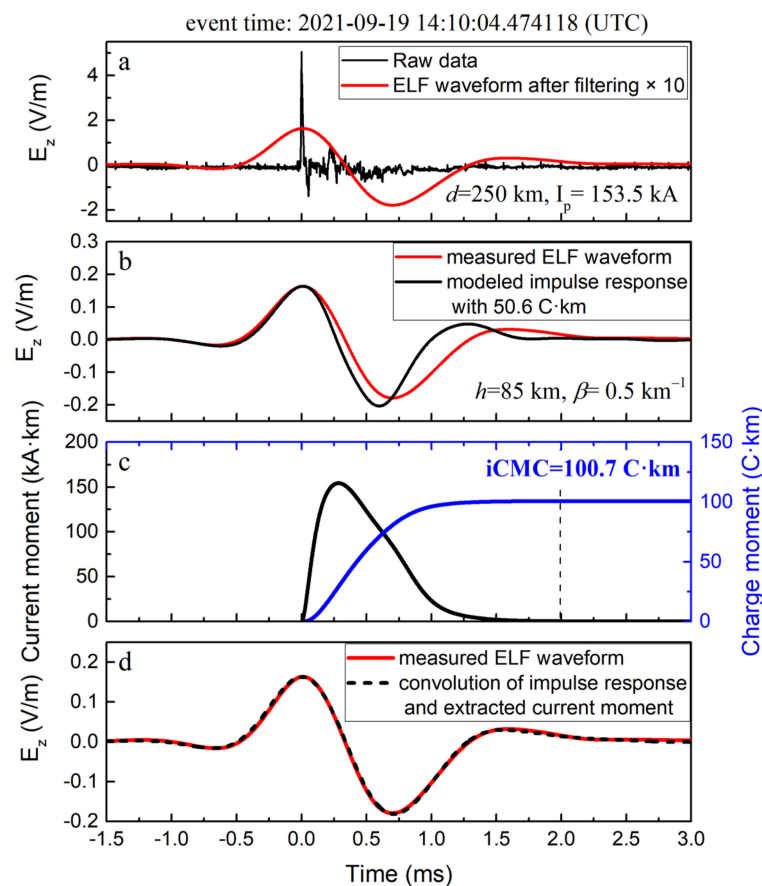 event time: 2021-09-19 14:10:04.474118 (UTC)
a
Raw data
ELF waveform after filtering × 10
E_z (V/m)
4
2
0
-2
d=250 km, I_p= 153.5 kA
b
measured ELF waveform
modeled impulse response
with 50.6 C·km
E_z (V/m)
0.3
0.2
0.1
0.0
-0.1
-0.2
h=85 km, β= 0.5 km⁻¹
c
iCMC=100.7 C·km
Current moment (kA·km)
200
150
100
50
0
Charge moment (C·km)
150
100
50
0
d
measured ELF waveform
convolution of impulse response
and extracted current moment
E_z (V/m)
0.2
0.1
0.0
-0.1
-0.2
-1.5 -1.0 -0.5 0.0 0.5 1.0 1.5 2.0 2.5 3.0
Time (ms)